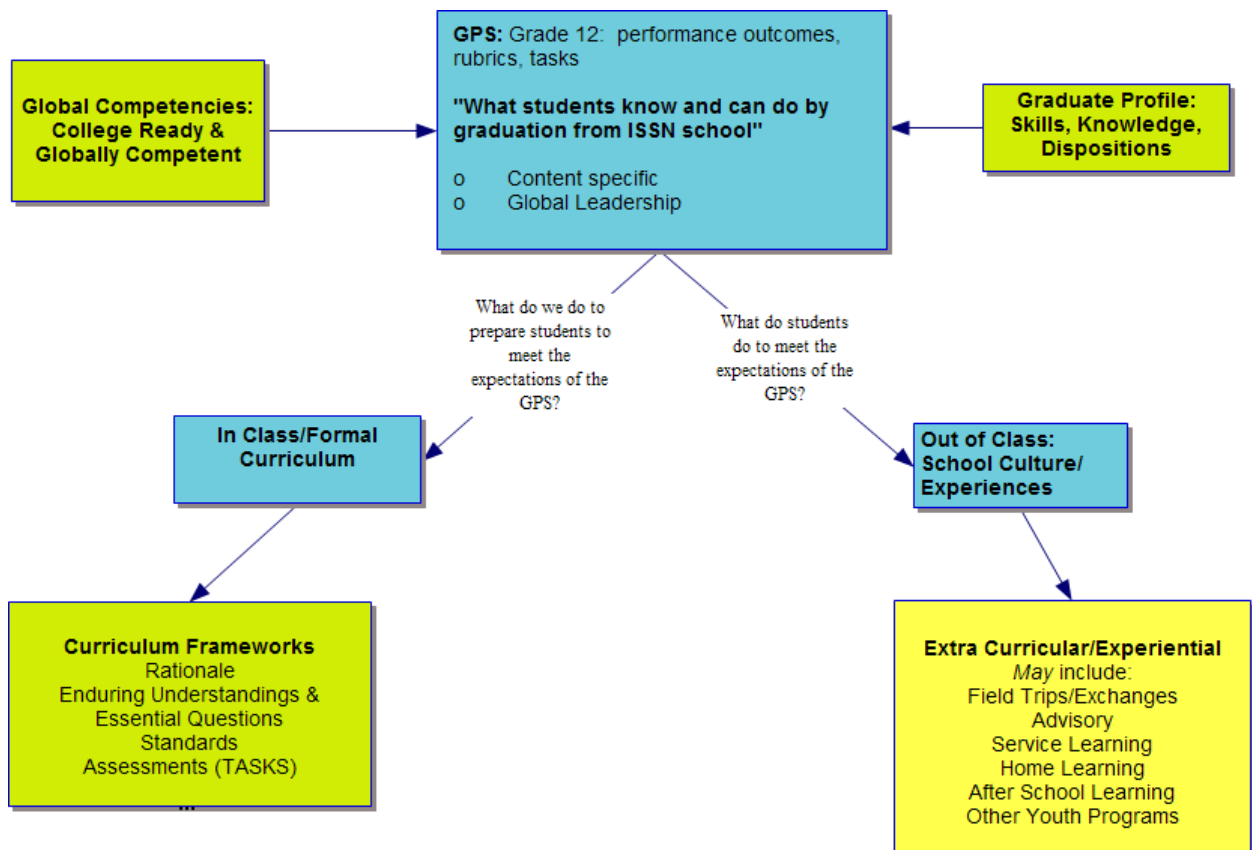 GPS: Grade 12: performance outcomes,
rubrics, tasks
"What students know and can do by
graduation from ISSN school"
o Content specific
o Global Leadership
Global Competencies:
College Ready &
Globally Competent
Graduate Profile:
Skills, Knowledge,
Dispositions
What do we do to
prepare students to
meet the
expectations of the
GPS?
What do students
do to meet the
expectations of the
GPS?
In Class/Formal
Curriculum
Out of Class:
School Culture/
Experiences
Curriculum Frameworks
Rationale
Enduring Understandings &
Essential Questions
Standards
Assessments (TASKS)
...
Extra Curricular/Experiential
May include:
Field Trips/Exchanges
Advisory
Service Learning
Home Learning
After School Learning
Other Youth Programs